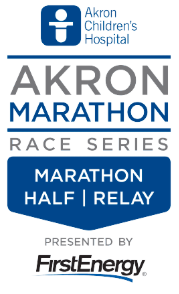 Akron
Children's
Hospital
AKRON
MARATHON
RACE SERIES
MARATHON
HALF | RELAY
PRESENTED BY
FirstEnergy®